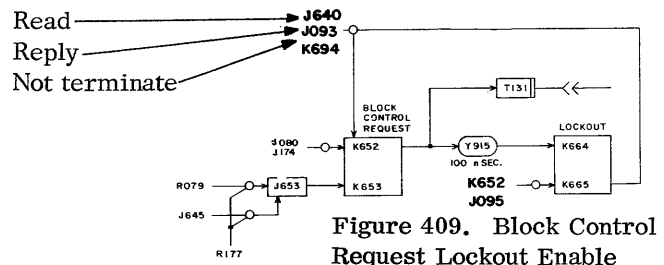 Read
Reply
Not terminate
J640
J093
K694
T131
BLOCK
CONTROL
REQUEST
LOCKOUT
J080
J174
K652
Y915
100 n SEC.
K664
R079
J653
K653
K652
J095
K665
J645
R177
Figure 409. Block Control
Request Lockout Enable